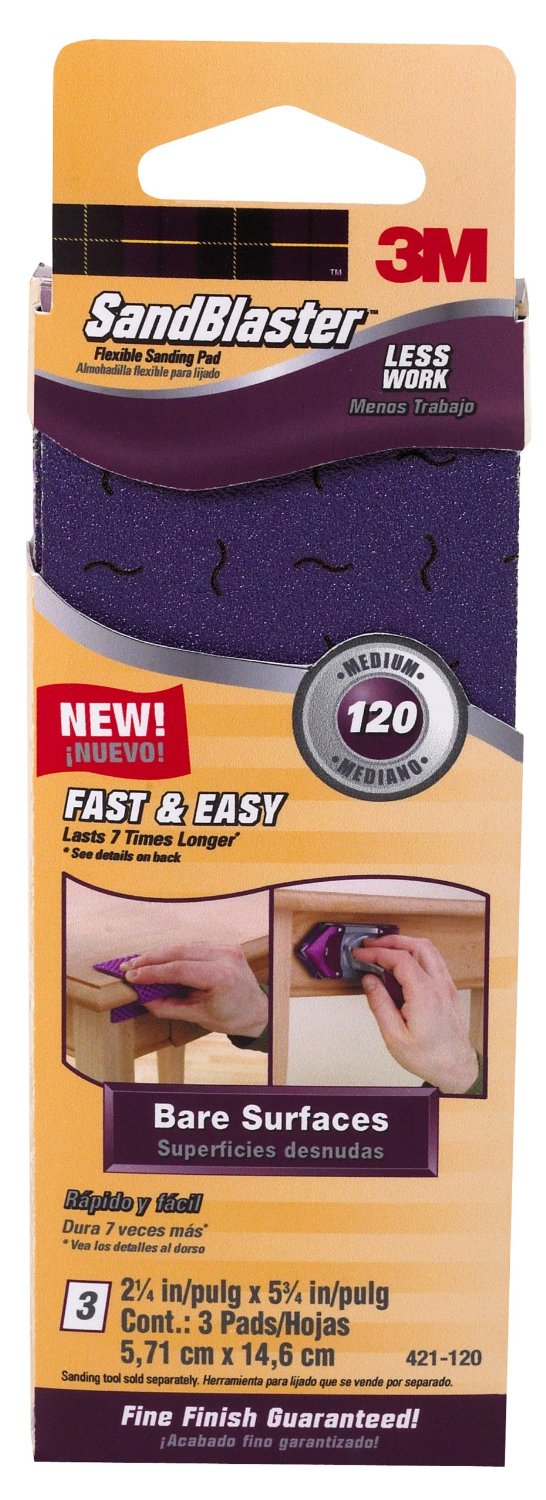 TM
3M
SandBlaster™
Flexible Sanding Pad
Almohadilla flexible para lijado
LESS
WORK
Menos Trabajo
•MEDIUM•
120
•MEDIANO•
NEW!
¡NUEVO!
FAST & EASY
Lasts 7 Times Longer*
* See details on back
Bare Surfaces
Superficies desnudas
Rápido y fácil
Dura 7 veces más*
* Vea los detalles al dorso
3
2¼ in/pulg x 5¾ in/pulg
Cont.: 3 Pads/Hojas
5,71 cm x 14,6 cm
421-120
Sanding tool sold separately. Herramienta para lijado que se vende por separado.
Fine Finish Guaranteed!
¡Acabado fino garantizado!